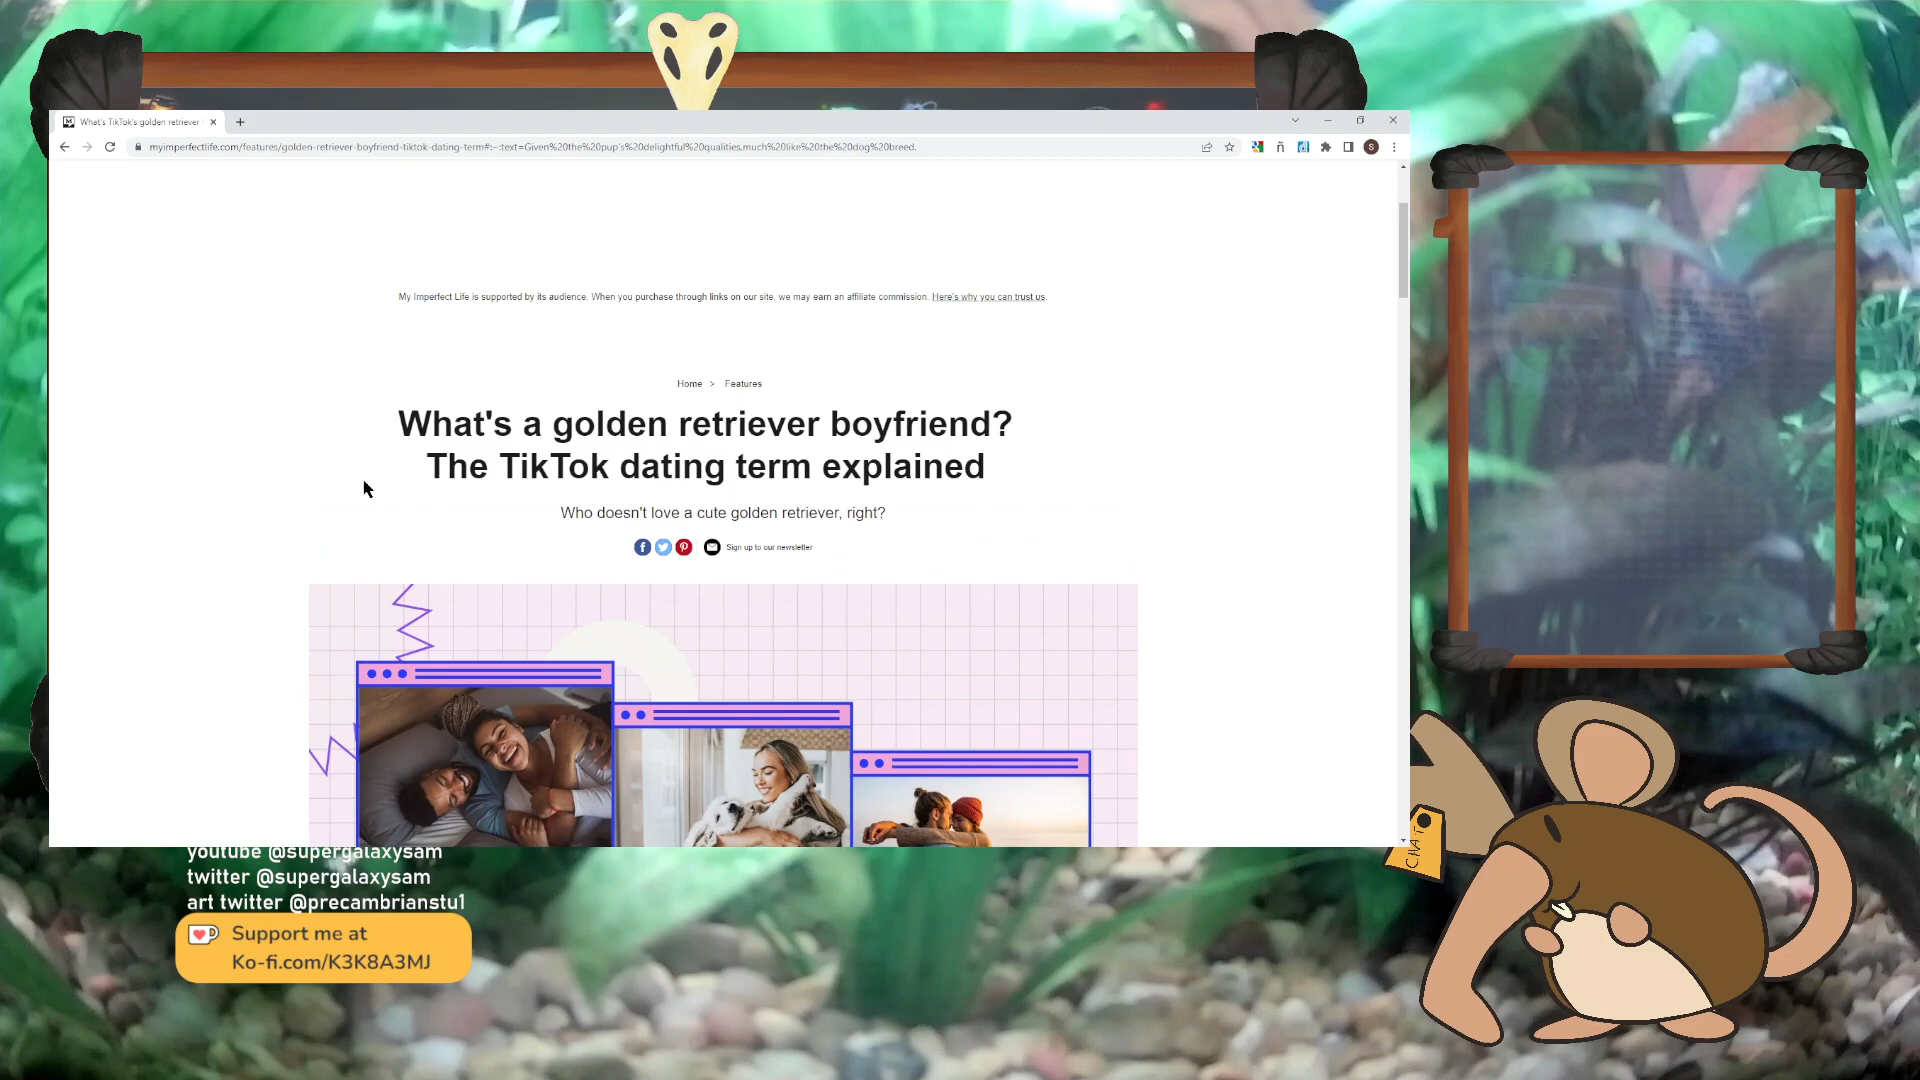 What's TikTok's golden retriever
myimperfectlife.com/features/golden-retriever-boyfriend-tiktok-dating-term#:~:text=Given%20the%20pup's%20delightful%20qualities,much%20like%20the%20dog%20breed.
S
My Imperfect Life is supported by its audience. When you purchase through links on our site, we may earn an affiliate commission. Here's why you can trust us.
Home > Features
What's a golden retriever boyfriend?
The TikTok dating term explained
Who doesn't love a cute golden retriever, right?
Sign up to our newsletter
CHAT
youtube @supergalaxysam
twitter @supergalaxysam
art twitter @precambrianstu1
Support me at
Ko-fi.com/K3K8A3MJ